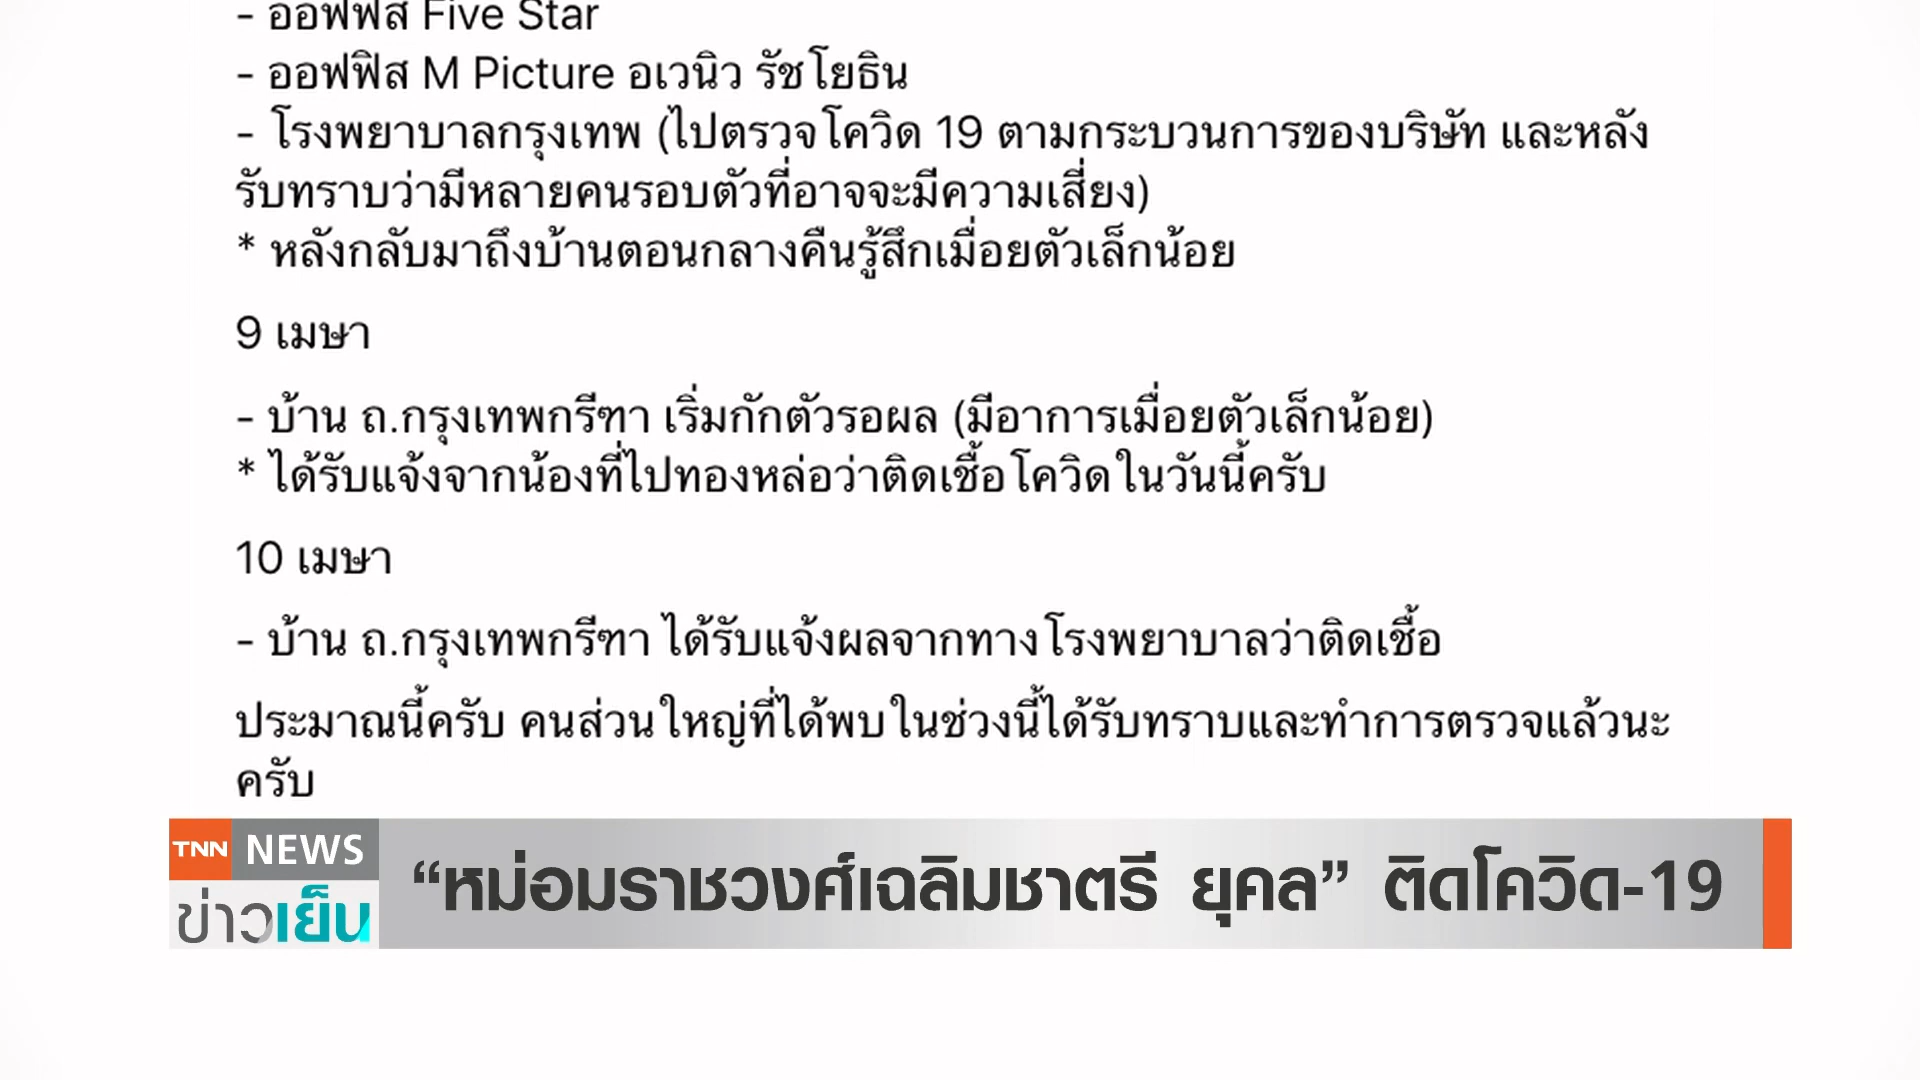 - ออฟฟิส Five Star
- ออฟฟิส M Picture อเวนิว รัชโยธิน
- โรงพยาบาลกรุงเทพ (ไปตรวจโควิด 19 ตามกระบวนการของบริษัท และหลัง
รับทราบว่ามีหลายคนรอบตัวที่อาจจะมีความเสี่ยง)
* หลังกลับมาถึงบ้านตอนกลางคืนรู้สึกเมื่อยตัวเล็กน้อย
9 เมษา
- บ้าน ถ.กรุงเทพกรีฑา เริ่มกักตัวรอผล (มีอาการเมื่อยตัวเล็กน้อย)
* ได้รับแจ้งจากน้องที่ไปทองหล่อว่าติดเชื้อโควิดในวันนี้ครับ
10 เมษา
- บ้าน ถ.กรุงเทพกรีฑา ได้รับแจ้งผลจากทางโรงพยาบาลว่าติดเชื้อ
ประมาณนี้ครับ คนส่วนใหญ่ที่ได้พบในช่วงนี้ได้รับทราบและทำการตรวจแล้วนะ
ครับ
TNN NEWS
ข่าวเย็น
“หม่อมราชวงศ์เฉลิมชาตรี ยุคล” ติดโควิด-19